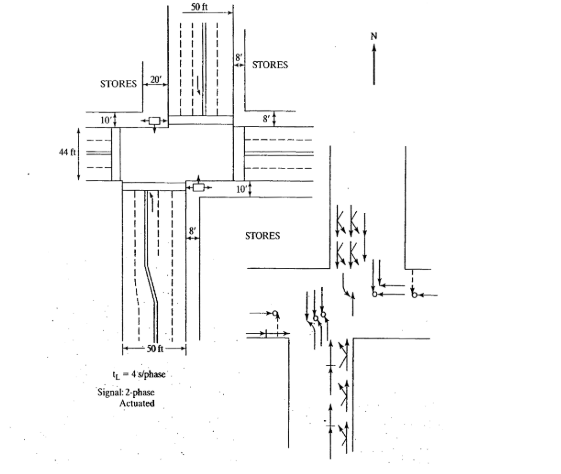 50 ft
N
8'
STORES
STORES
20'
10'
8'
44 ft
10'
8'
STORES
50 ft
tL = 4 s/phase
Signal: 2-phase
Actuated